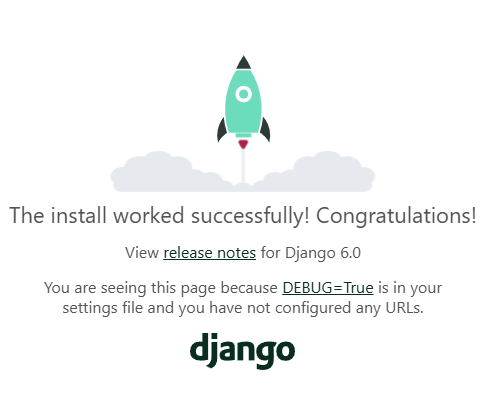 The install worked successfully! Congratulations!
View release notes for Django 6.0
You are seeing this page because DEBUG=True is in your
settings file and you have not configured any URLs.
django